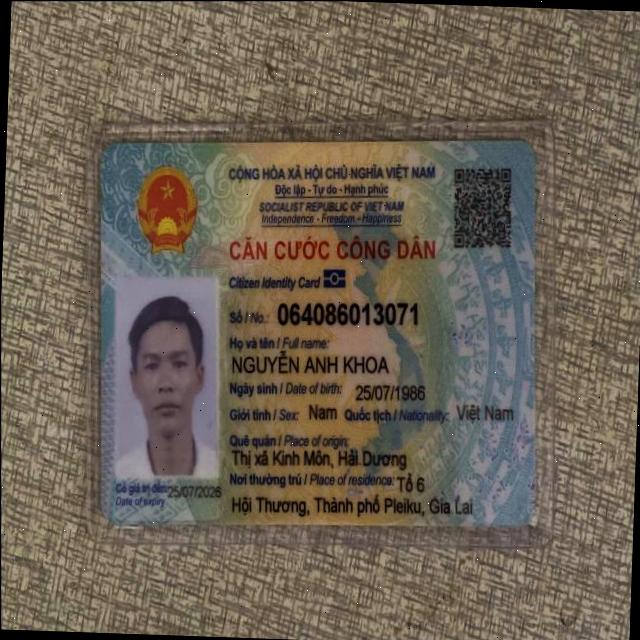 CỘNG HÒA XÃ HỘI CHỦ NGHĨA VIỆT NAM
Độc lập - Tự do - Hạnh phúc
SOCIALIST REPUBLIC OF VIET NAM
Independence - Freedom - Happiness
CĂN CƯỚC CÔNG DÂN
Citizen Identity Card
Số / No.: 064086013071
Họ và tên / Full name:
NGUYỄN ANH KHOA
Ngày sinh / Date of birth: 25/07/1986
Giới tính / Sex: Nam Quốc tịch / Nationality: Việt Nam
Quê quán / Place of origin:
Thị xã Kinh Môn, Hải Dương
Nơi thường trú / Place of residence: Tổ 6
Hội Thương, Thành phố Pleiku, Gia Lai
Có giá trị đến: 25/07/2026
Date of expiry